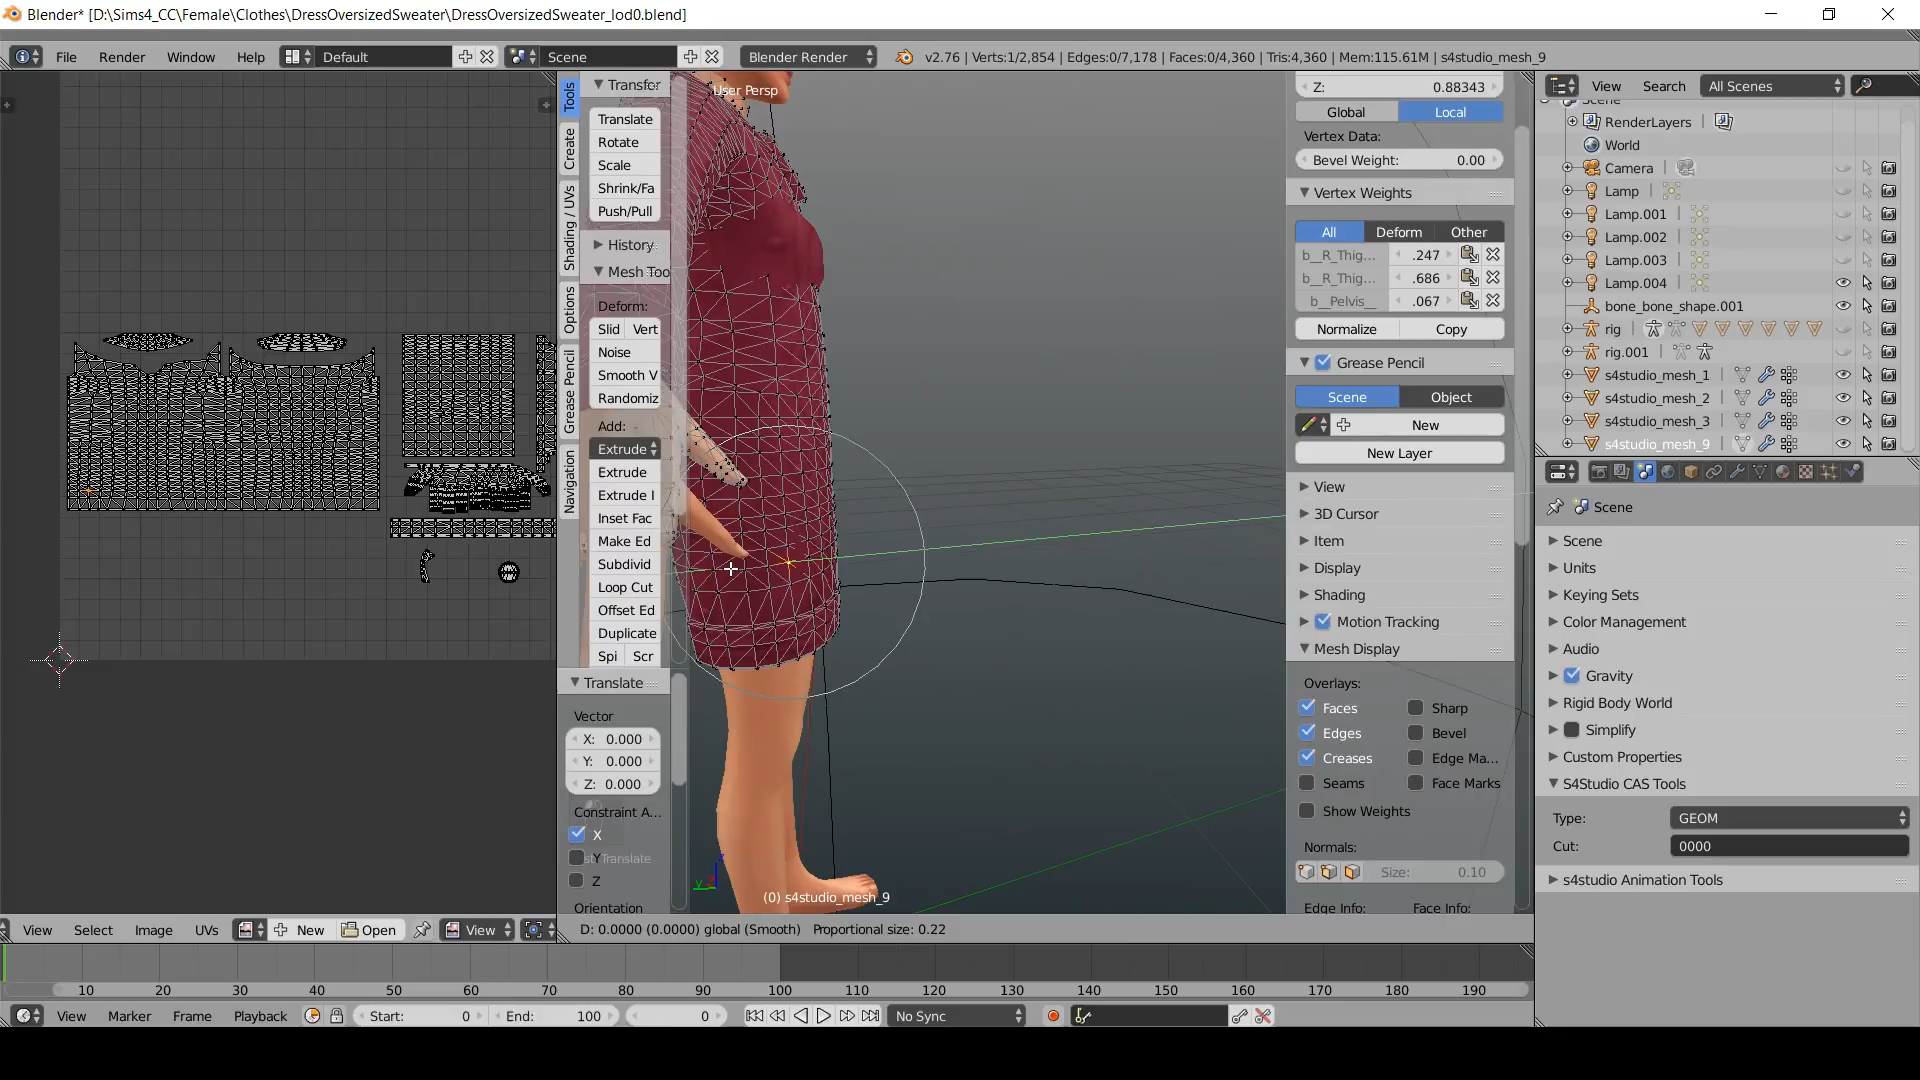 Blender* [D:\Sims4_CC\Female\Clothes\DressOversizedSweater\DressOversizedSweater_lod0.blend]
File Render Window Help Default Scene Blender Render v2.76 | Verts:1/2,854 | Edges:0/7,178 | Faces:0/4,360 | Tris:4,360 | Mem:115.61M | s4studio_mesh_9
Tools
Create
Shading / UVs
Options
Grease Pencil
Navigation
Transfor
Translate
Rotate
Scale
Shrink/Fa
Push/Pull
History
Mesh Too
Deform:
Slid Vert
Noise
Smooth V
Randomiz
Add:
Extrude
Extrude
Extrude I
Inset Fac
Make Ed
Subdivid
Loop Cut
Offset Ed
Duplicate
Spi Scr
Translate
Vector
X: 0.000
Y: 0.000
Z: 0.000
Constraint A...
X
Y
Z
Orientation
User Persp
(0) s4studio_mesh_9
Z: 0.88343
Global Local
Vertex Data:
Bevel Weight: 0.00
Vertex Weights
All Deform Other
b__R_Thig... .247
b__R_Thig... .686
b__Pelvis__ .067
Normalize Copy
Grease Pencil
Scene Object
New
New Layer
View
3D Cursor
Item
Display
Shading
Motion Tracking
Mesh Display
Overlays:
Faces Sharp
Edges Bevel
Creases Edge Ma...
Seams Face Marks
Show Weights
Normals:
Size: 0.10
Edge Info: Face Info:
View Search All Scenes
Scene
RenderLayers
World
Camera
Lamp
Lamp.001
Lamp.002
Lamp.003
Lamp.004
bone_bone_shape.001
rig
rig.001
s4studio_mesh_1
s4studio_mesh_2
s4studio_mesh_3
s4studio_mesh_9
Scene
Scene
Units
Keying Sets
Color Management
Audio
Gravity
Rigid Body World
Simplify
Custom Properties
S4Studio CAS Tools
Type: GEOM
Cut: 0000
s4studio Animation Tools
View Select Image UVs New Open View
D: 0.0000 (0.0000) global (Smooth) Proportional size: 0.22
10 20 30 40 50 60 70 80 90 100 110 120 130 140 150 160 170 180 190
View Marker Frame Playback Start: 0 End: 100 0 No Sync